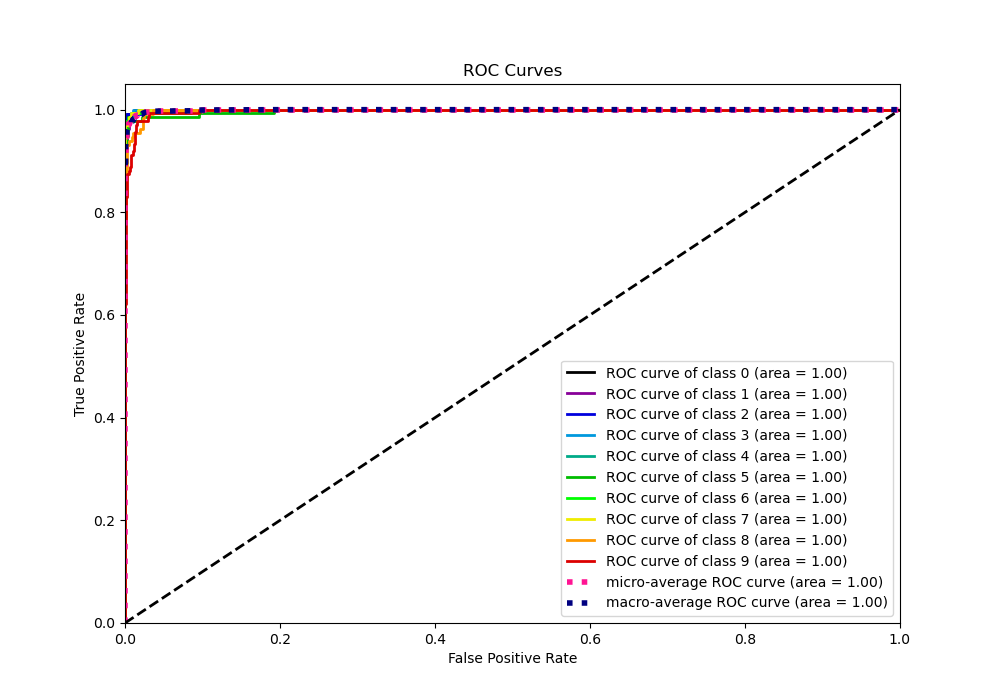 ROC Curves
1.0
0.8
0.6
0.4
0.2
0.0
True Positive Rate
ROC curve of class 0 (area = 1.00)
ROC curve of class 1 (area = 1.00)
ROC curve of class 2 (area = 1.00)
ROC curve of class 3 (area = 1.00)
ROC curve of class 4 (area = 1.00)
ROC curve of class 5 (area = 1.00)
ROC curve of class 6 (area = 1.00)
ROC curve of class 7 (area = 1.00)
ROC curve of class 8 (area = 1.00)
ROC curve of class 9 (area = 1.00)
micro-average ROC curve (area = 1.00)
macro-average ROC curve (area = 1.00)
0.0 0.2 0.4 0.6 0.8 1.0
False Positive Rate